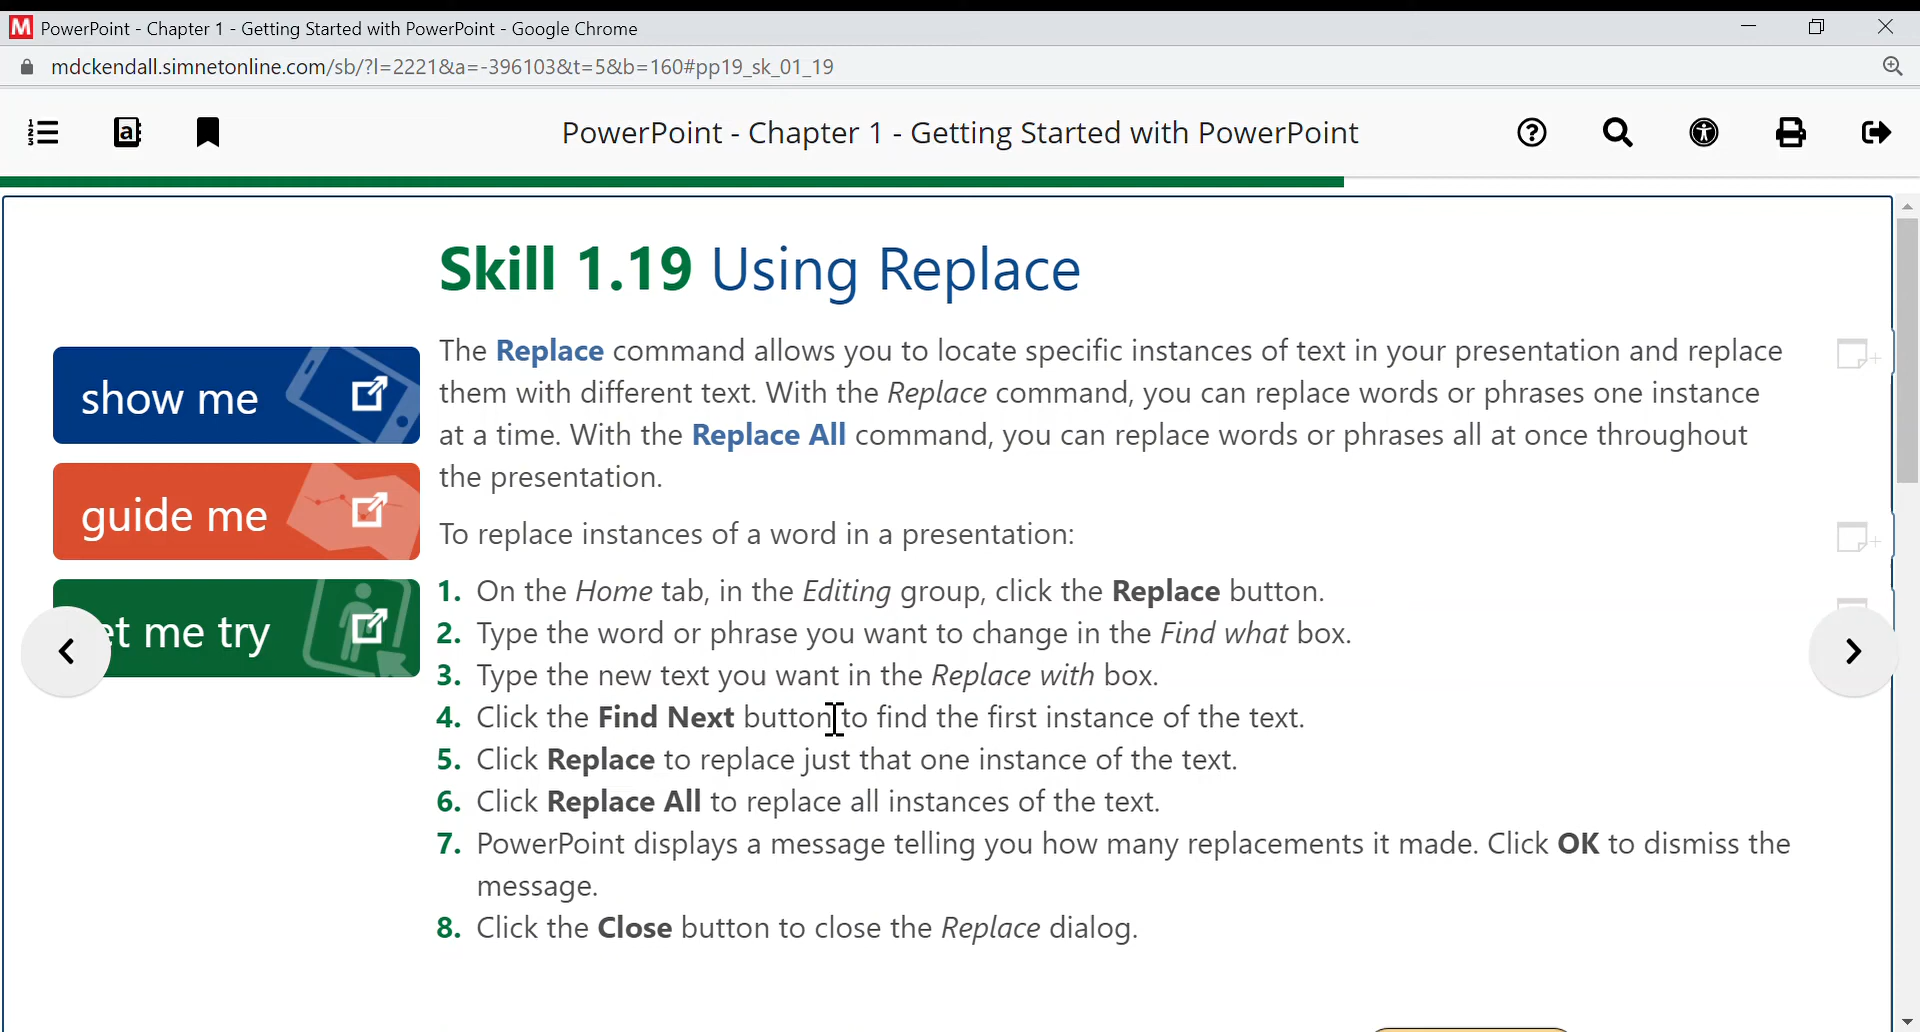 M PowerPoint - Chapter 1 - Getting Started with PowerPoint - Google Chrome
mdckendall.simnetonline.com/sb/?l=2221&a=-396103&t=5&b=160#pp19_sk_01_19
a PowerPoint - Chapter 1 - Getting Started with PowerPoint ?
Skill 1.19 Using Replace
show me
guide me
et me try
The Replace command allows you to locate specific instances of text in your presentation and replace
them with different text. With the Replace command, you can replace words or phrases one instance
at a time. With the Replace All command, you can replace words or phrases all at once throughout
the presentation.
To replace instances of a word in a presentation:
1. On the Home tab, in the Editing group, click the Replace button.
2. Type the word or phrase you want to change in the Find what box.
3. Type the new text you want in the Replace with box.
4. Click the Find Next button to find the first instance of the text.
5. Click Replace to replace just that one instance of the text.
6. Click Replace All to replace all instances of the text.
7. PowerPoint displays a message telling you how many replacements it made. Click OK to dismiss the
message.
8. Click the Close button to close the Replace dialog.